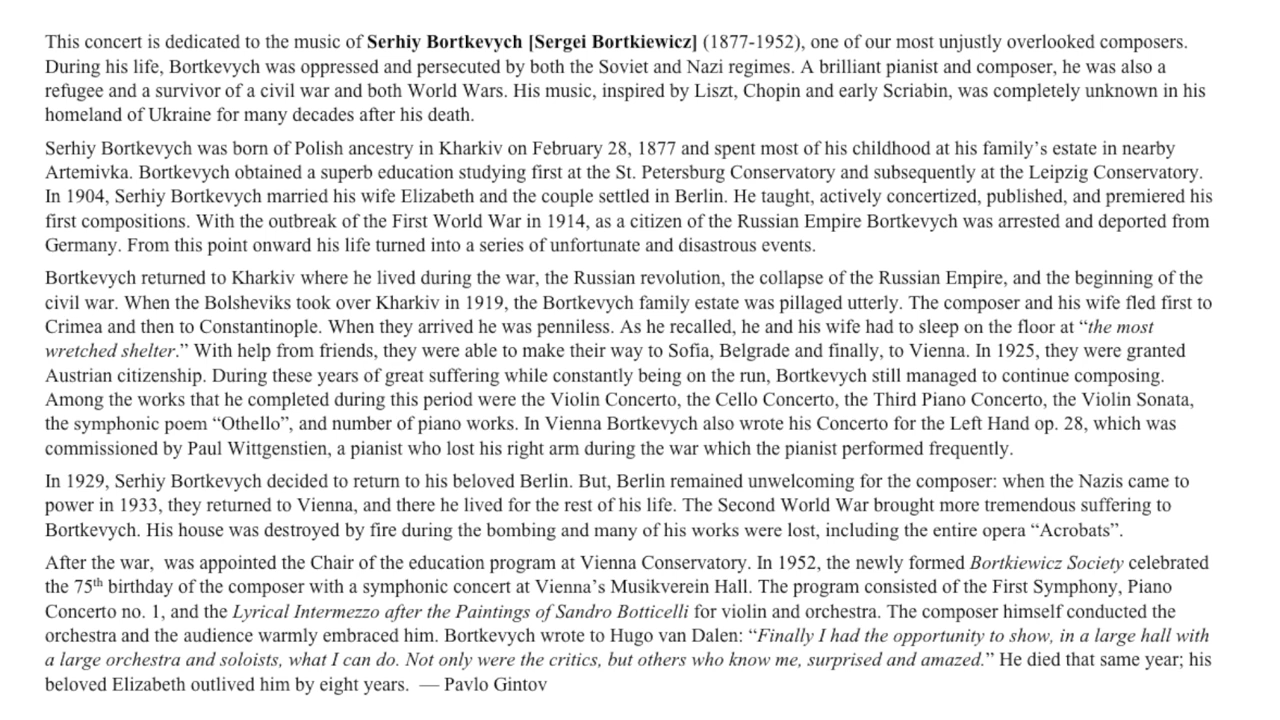 This concert is dedicated to the music of Serhiy Bortkevych [Sergei Bortkiewicz] (1877-1952), one of our most unjustly overlooked composers.
During his life, Bortkevych was oppressed and persecuted by both the Soviet and Nazi regimes. A brilliant pianist and composer, he was also a
refugee and a survivor of a civil war and both World Wars. His music, inspired by Liszt, Chopin and early Scriabin, was completely unknown in his
homeland of Ukraine for many decades after his death.
Serhiy Bortkevych was born of Polish ancestry in Kharkiv on February 28, 1877 and spent most of his childhood at his family's estate in nearby
Artemivka. Bortkevych obtained a superb education studying first at the St. Petersburg Conservatory and subsequently at the Leipzig Conservatory.
In 1904, Serhiy Bortkevych married his wife Elizabeth and the couple settled in Berlin. He taught, actively concertized, published, and premiered his
first compositions. With the outbreak of the First World War in 1914, as a citizen of the Russian Empire Bortkevych was arrested and deported from
Germany. From this point onward his life turned into a series of unfortunate and disastrous events.
Bortkevych returned to Kharkiv where he lived during the war, the Russian revolution, the collapse of the Russian Empire, and the beginning of the
civil war. When the Bolsheviks took over Kharkiv in 1919, the Bortkevych family estate was pillaged utterly. The composer and his wife fled first to
Crimea and then to Constantinople. When they arrived he was penniless. As he recalled, he and his wife had to sleep on the floor at “the most
wretched shelter.” With help from friends, they were able to make their way to Sofia, Belgrade and finally, to Vienna. In 1925, they were granted
Austrian citizenship. During these years of great suffering while constantly being on the run, Bortkevych still managed to continue composing.
Among the works that he completed during this period were the Violin Concerto, the Cello Concerto, the Third Piano Concerto, the Violin Sonata,
the symphonic poem “Othello”, and number of piano works. In Vienna Bortkevych also wrote his Concerto for the Left Hand op. 28, which was
commissioned by Paul Wittgenstien, a pianist who lost his right arm during the war which the pianist performed frequently.
In 1929, Serhiy Bortkevych decided to return to his beloved Berlin. But, Berlin remained unwelcoming for the composer: when the Nazis came to
power in 1933, they returned to Vienna, and there he lived for the rest of his life. The Second World War brought more tremendous suffering to
Bortkevych. His house was destroyed by fire during the bombing and many of his works were lost, including the entire opera “Acrobats”.
After the war,  was appointed the Chair of the education program at Vienna Conservatory. In 1952, the newly formed Bortkiewicz Society celebrated
the 75th birthday of the composer with a symphonic concert at Vienna's Musikverein Hall. The program consisted of the First Symphony, Piano
Concerto no. 1, and the Lyrical Intermezzo after the Paintings of Sandro Botticelli for violin and orchestra. The composer himself conducted the
orchestra and the audience warmly embraced him. Bortkevych wrote to Hugo van Dalen: “Finally I had the opportunity to show, in a large hall with
a large orchestra and soloists, what I can do. Not only were the critics, but others who know me, surprised and amazed.” He died that same year; his
beloved Elizabeth outlived him by eight years.  — Pavlo Gintov